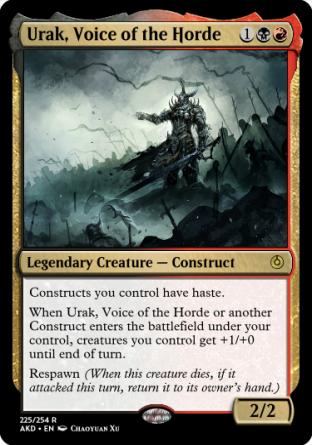 Urak, Voice of the Horde 1
Legendary Creature — Construct
Constructs you control have haste.
When Urak, Voice of the Horde or another
Construct enters the battlefield under your
control, creatures you control get +1/+0
until end of turn.
Respawn (When this creature dies, if it
attacked this turn, return it to its owner's hand.)
2/2
225/254 R
AKD • EN Chaoyuan Xu